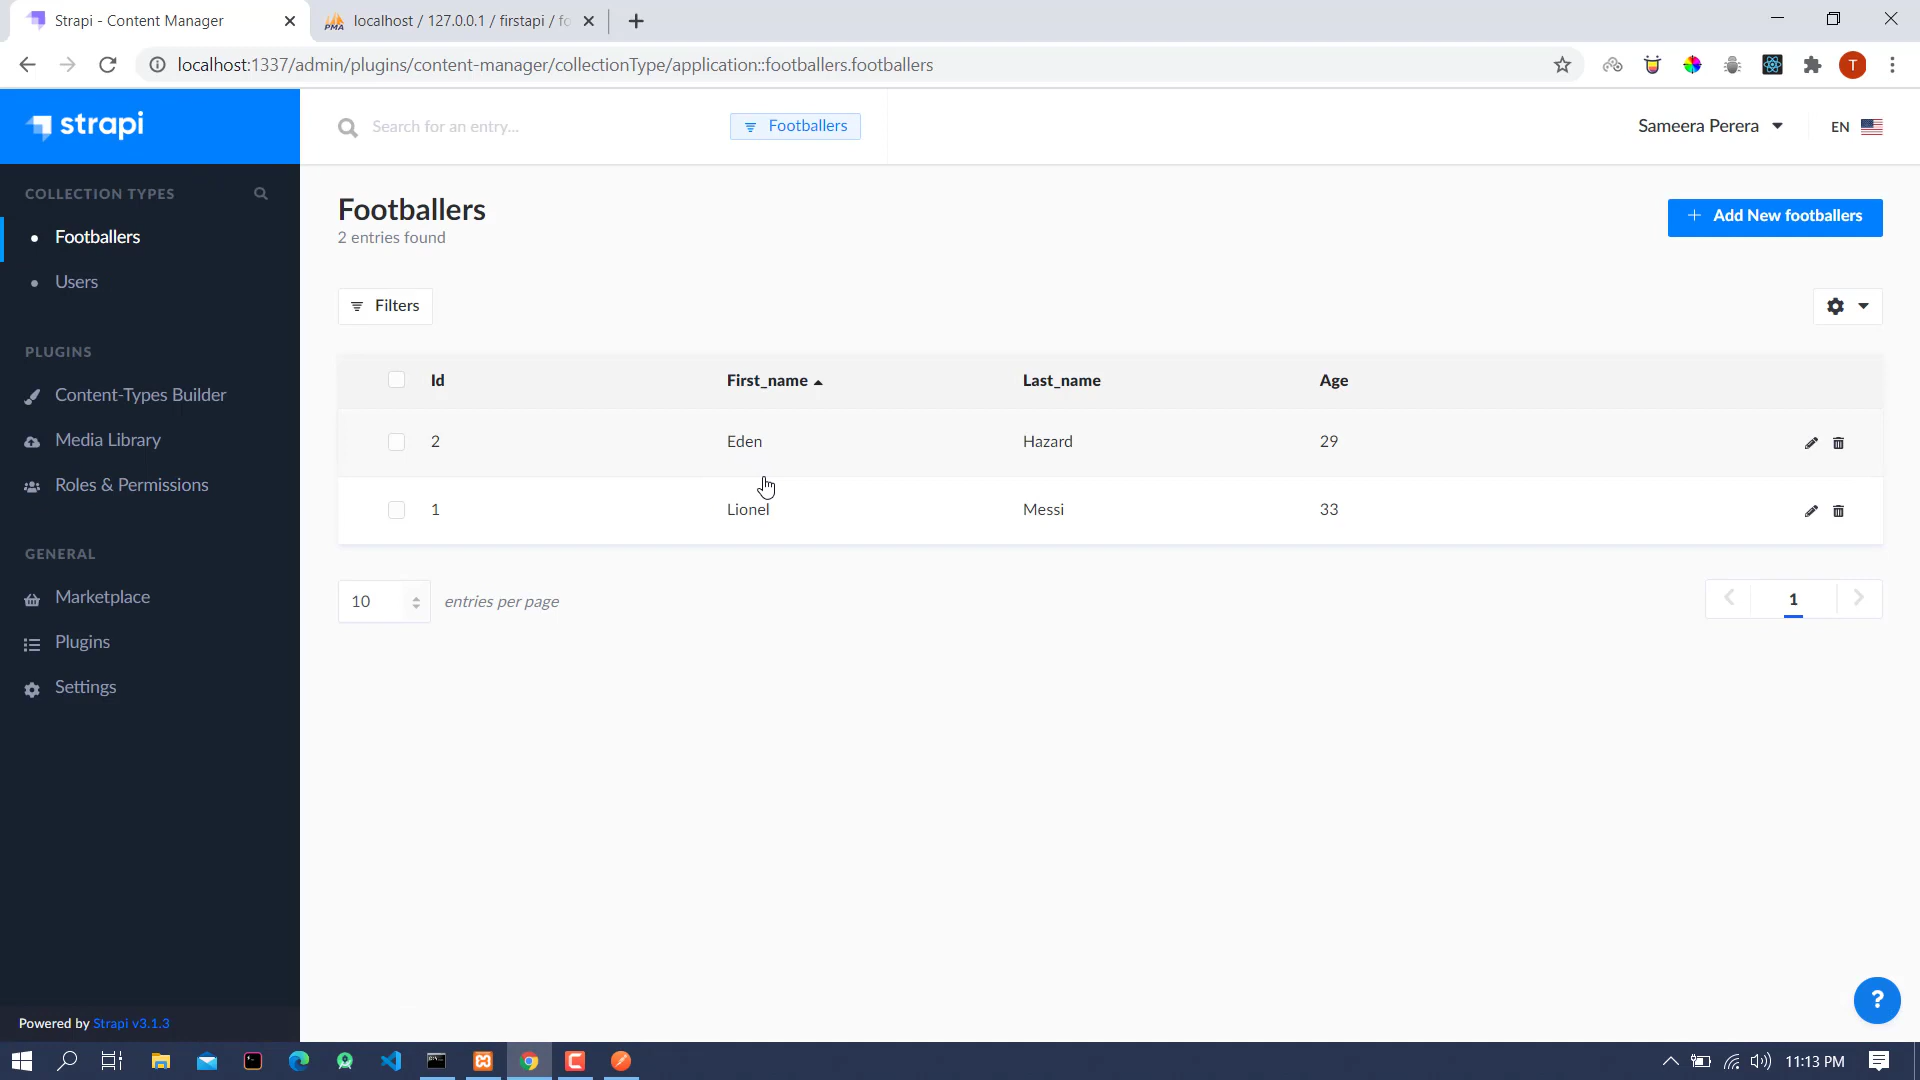 Strapi - Content Manager
localhost / 127.0.0.1 / firstapi / fo
localhost:1337/admin/plugins/content-manager/collectionType/application::footballers.footballers
T
strapi
Search for an entry...
Footballers
Sameera Perera
EN
COLLECTION TYPES
Footballers
Users
PLUGINS
Content-Types Builder
Media Library
Roles & Permissions
GENERAL
Marketplace
Plugins
Settings
Powered by Strapi v3.1.3
Footballers
2 entries found
+ Add New footballers
Filters
Id First_name Last_name Age
2 Eden Hazard 29
1 Lionel Messi 33
10 entries per page
1
?
11:13 PM